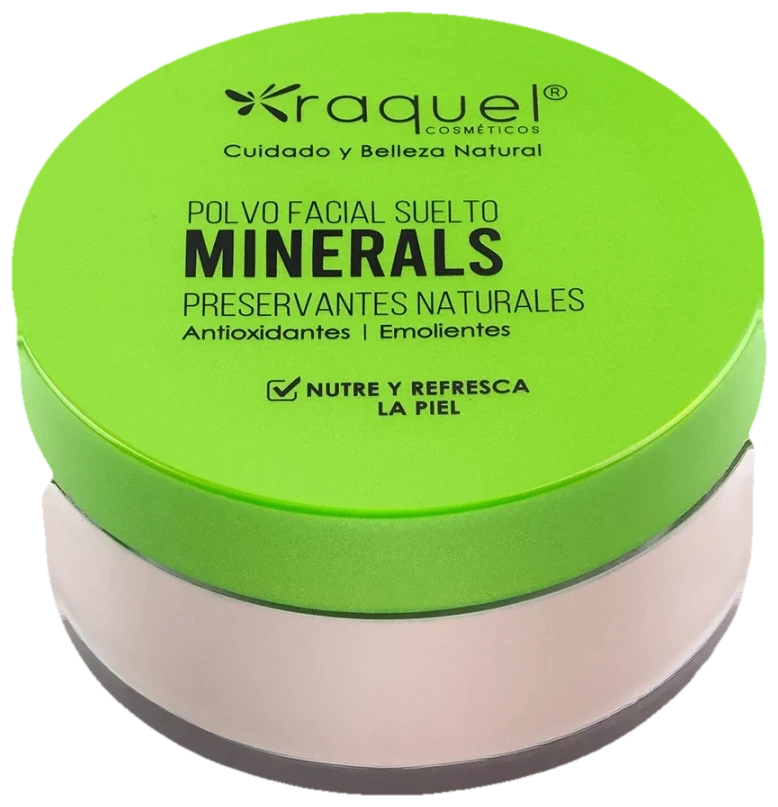 raquel®
COSMÉTICOS
Cuidado y Belleza Natural
POLVO FACIAL SUELTO
MINERALS
PRESERVANTES NATURALES
Antioxidantes | Emolientes
NUTRE Y REFRESCA
LA PIEL